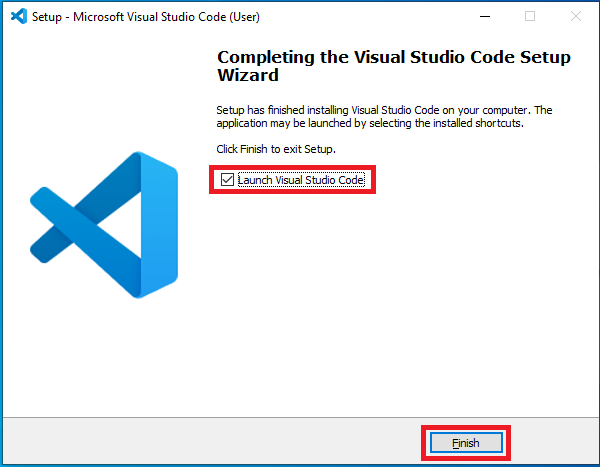 Setup - Microsoft Visual Studio Code (User)
Completing the Visual Studio Code Setup
Wizard
Setup has finished installing Visual Studio Code on your computer. The
application may be launched by selecting the installed shortcuts.
Click Finish to exit Setup.
Launch Visual Studio Code
Finish